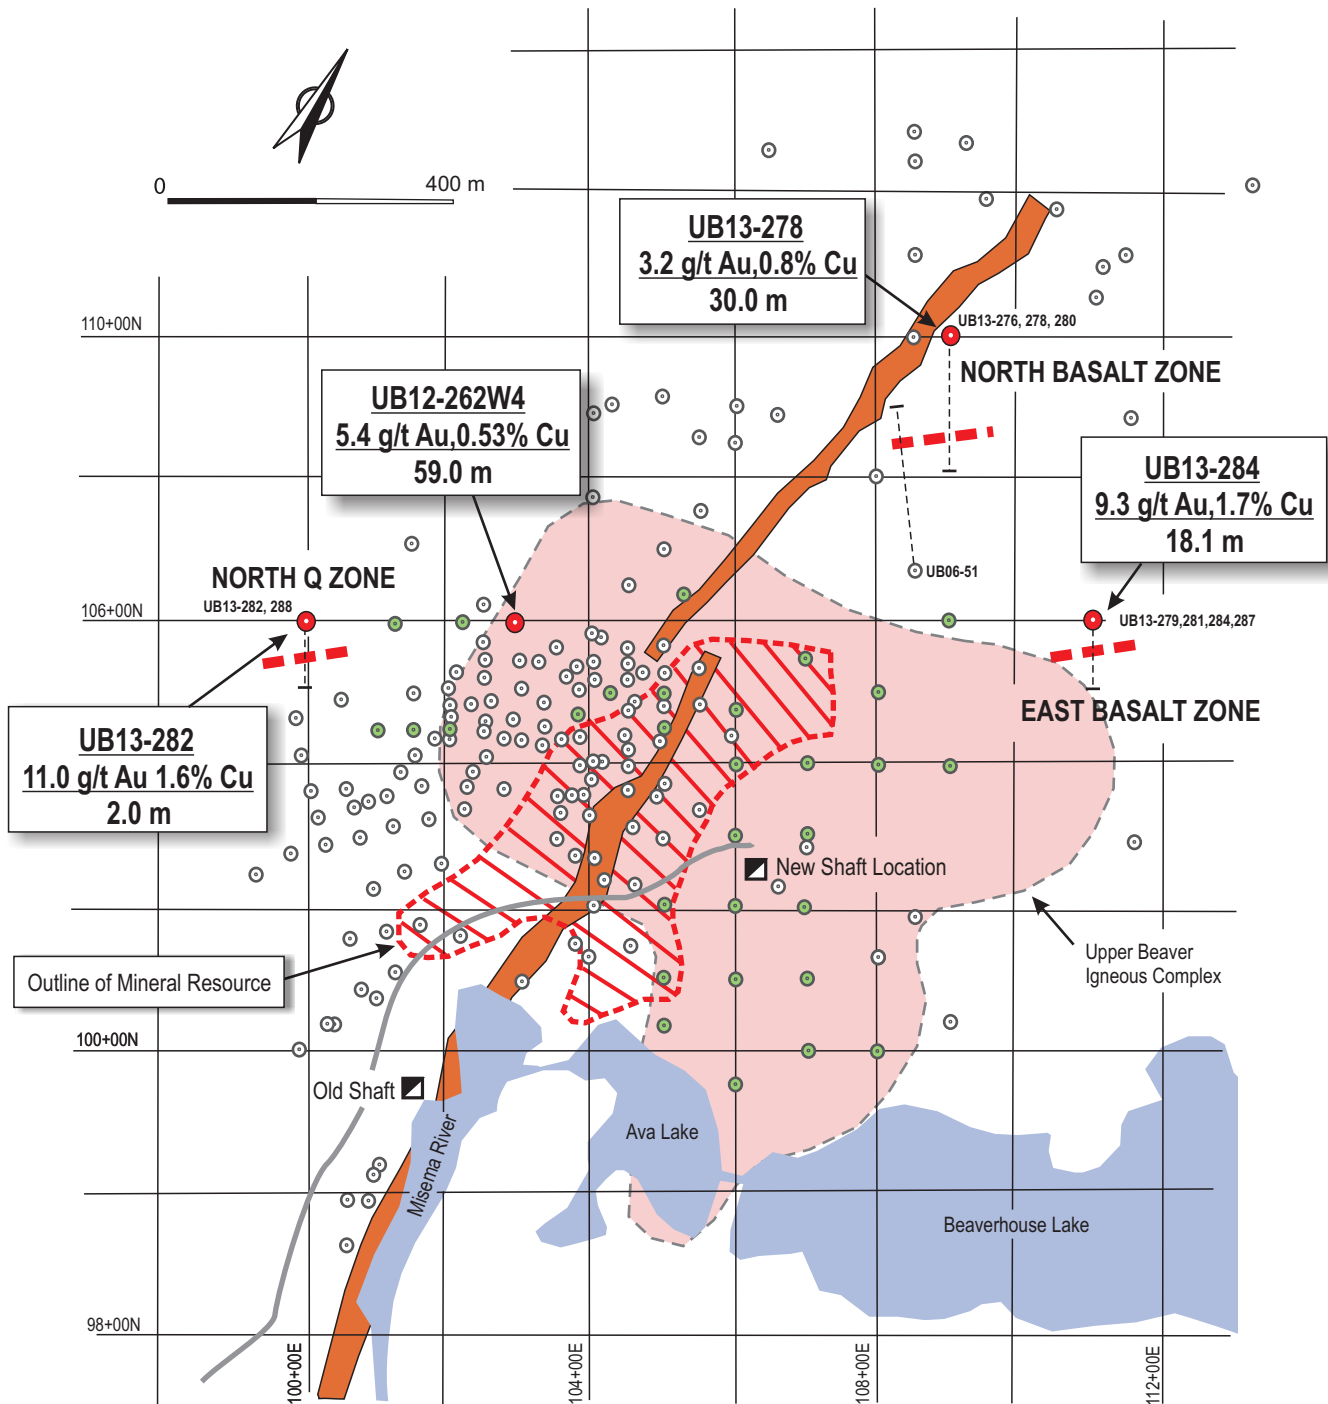 0
400 m
UB13-278
3.2 g/t Au,0.8% Cu
30.0 m
110+00N
UB13-276, 278, 280
NORTH BASALT ZONE
UB12-262W4
5.4 g/t Au,0.53% Cu
59.0 m
UB13-284
9.3 g/t Au,1.7% Cu
18.1 m
UB06-51
NORTH Q ZONE
UB13-282, 288
106+00N
UB13-279,281,284,287
EAST BASALT ZONE
UB13-282
11.0 g/t Au 1.6% Cu
2.0 m
New Shaft Location
Upper Beaver
Igneous Complex
Outline of Mineral Resource
100+00N
Old Shaft
Misema River
Ava Lake
Beaverhouse Lake
98+00N
100+00E
104+00E
108+00E
112+00E